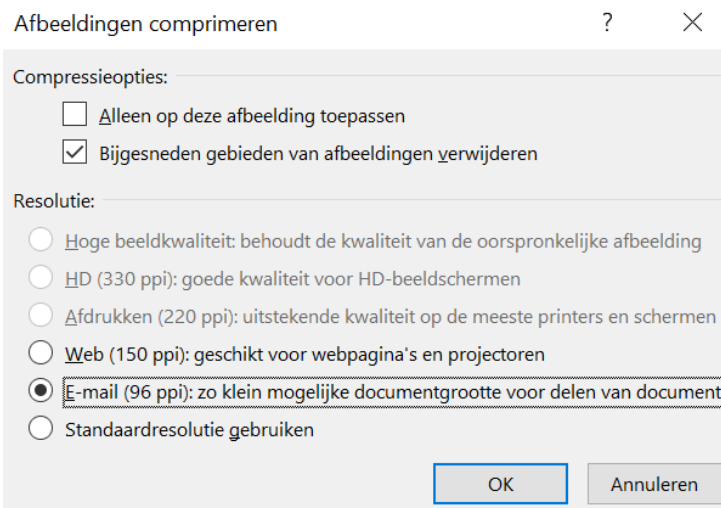 Afbeeldingen comprimeren ?
Compressieopties:
Alleen op deze afbeelding toepassen
Bijgesneden gebieden van afbeeldingen verwijderen
Resolutie:
Hoge beeldkwaliteit: behoudt de kwaliteit van de oorspronkelijke afbeelding
HD (330 ppi): goede kwaliteit voor HD-beeldschermen
Afdrukken (220 ppi): uitstekende kwaliteit op de meeste printers en schermen
Web (150 ppi): geschikt voor webpagina's en projectoren
E-mail (96 ppi): zo klein mogelijke documentgrootte voor delen van document
Standaardresolutie gebruiken
OK Annuleren